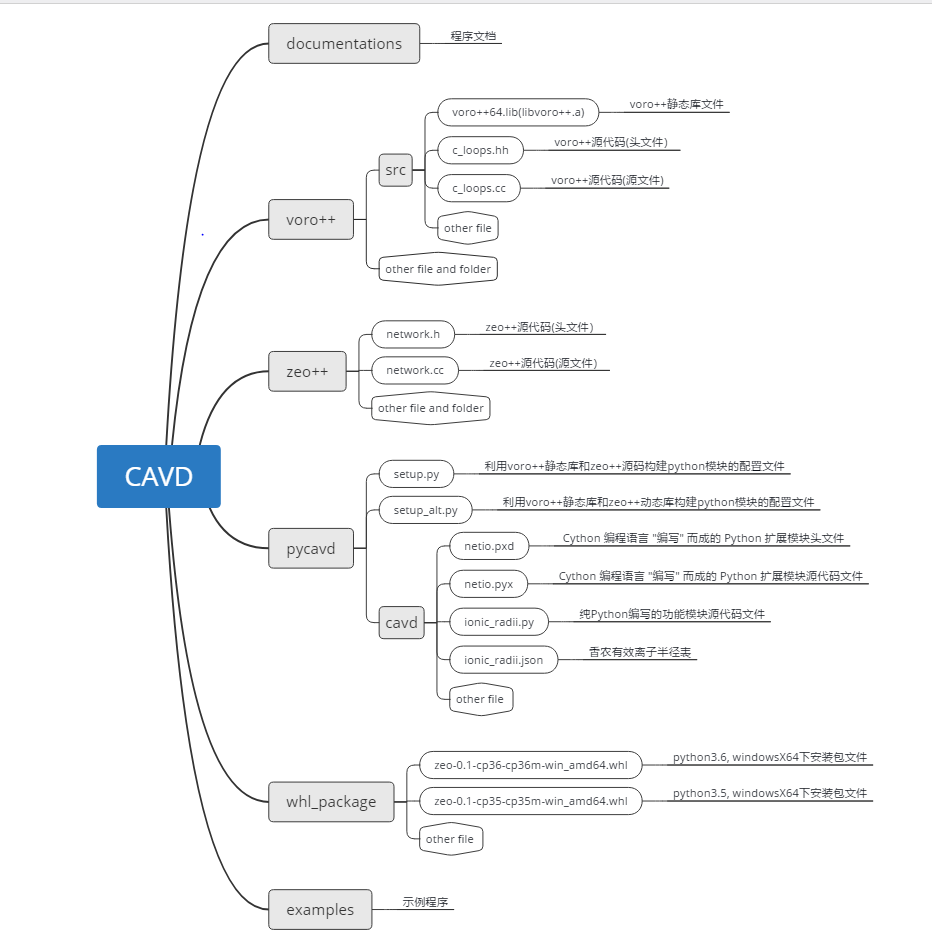 documentations
程序文档
voro++64.lib(libvoro++.a)
voro++静态库文件
c_loops.hh
voro++源代码(头文件)
src
c_loops.cc
voro++源代码(源文件)
voro++
other file
other file and folder
network.h
zeo++源代码(头文件)
zeo++
network.cc
zeo++源代码(源文件)
other file and folder
CAVD
setup.py
利用voro++静态库和zeo++源码构建python模块的配置文件
setup_alt.py
利用voro++静态库和zeo++动态库构建python模块的配置文件
pycavd
netio.pxd
Cython 编程语言 "编写" 而成的 Python 扩展模块头文件
netio.pyx
Cython 编程语言 "编写" 而成的 Python 扩展模块源代码文件
cavd
ionic_radii.py
纯Python编写的功能模块源代码文件
ionic_radii.json
香农有效离子半径表
other file
zeo-0.1-cp36-cp36m-win_amd64.whl
python3.6, windowsX64下安装包文件
whl_package
zeo-0.1-cp35-cp35m-win_amd64.whl
python3.5, windowsX64下安装包文件
other file
examples
示例程序